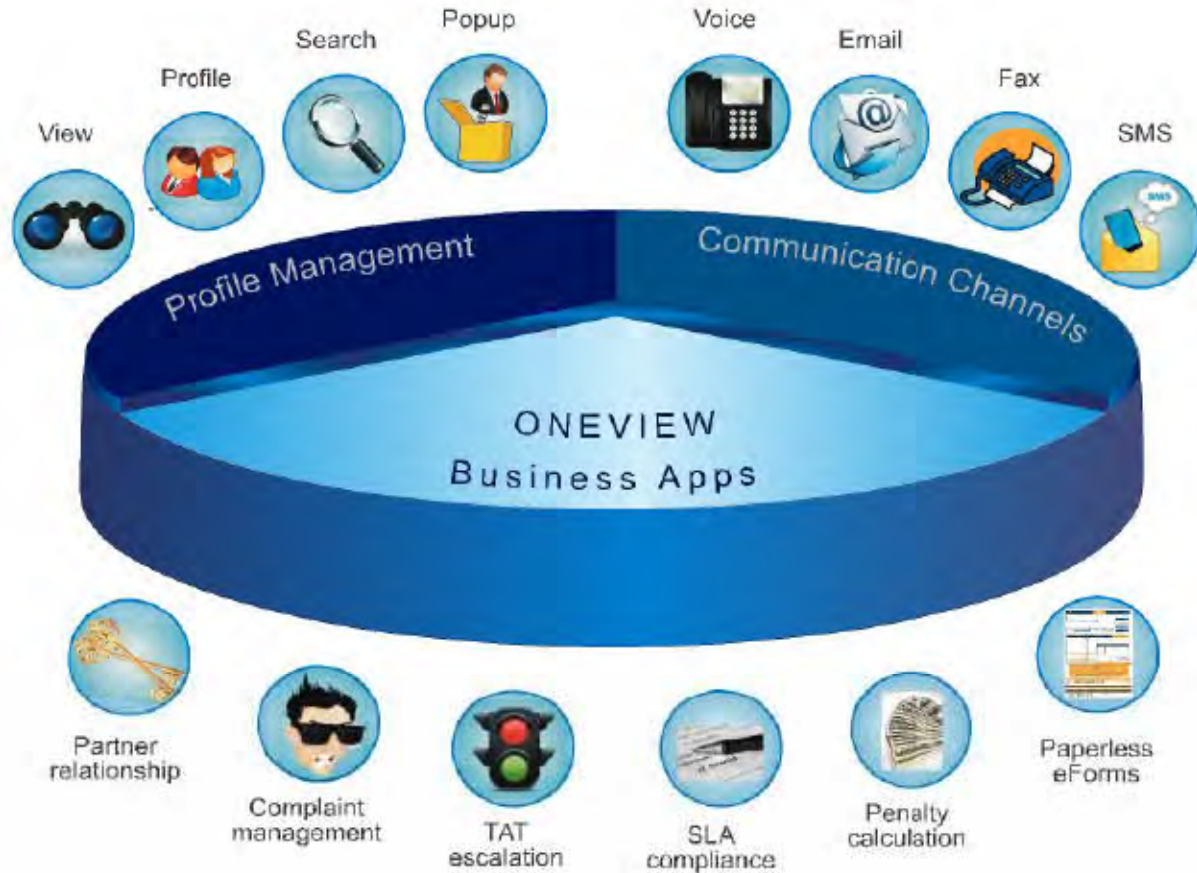 Popup
Voice
Search
Email
Profile
Fax
View
SMS
SMS
Profile Management
Communication Channels
ONEVIEW
Business Apps
Partner
relationship
Complaint
management
TAT
escalation
SLA
compliance
Penalty
calculation
Paperless
eForms